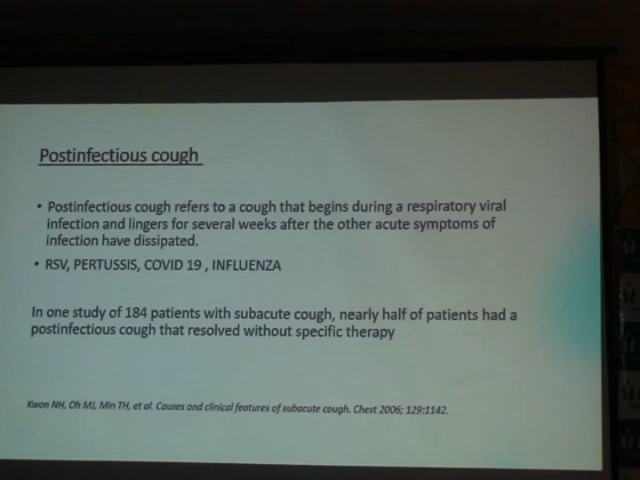 Postinfectious cough
• Postinfectious cough refers to a cough that begins during a respiratory viral
infection and lingers for several weeks after the other acute symptoms of
infection have dissipated.
• RSV, PERTUSSIS, COVID 19 , INFLUENZA
In one study of 184 patients with subacute cough, nearly half of patients had a
postinfectious cough that resolved without specific therapy
Kwon NH, Oh MJ, Min TH, et al. Causes and clinical features of subacute cough. Chest 2006; 129:1142.